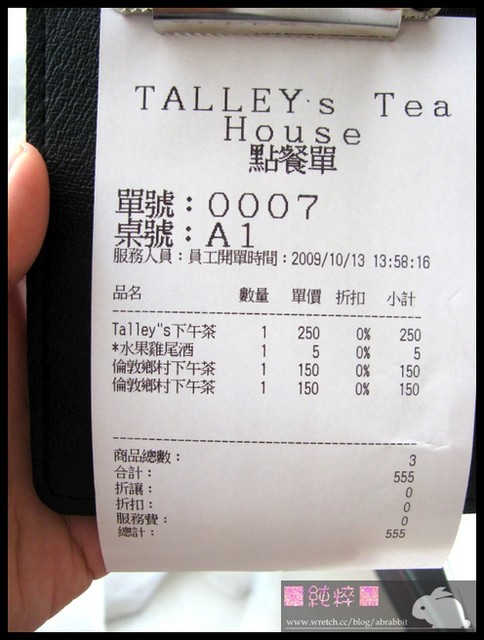 TALLEY's Tea
House
點餐單
單號：0007
桌號：A1
服務人員：員工開單時間：2009/10/13 13:58:16
品名 數量 單價 折扣 小計
Talley"s下午茶 1 250 0% 250
*水果雞尾酒 1 5 0% 5
倫敦鄉村下午茶 1 150 0% 150
倫敦鄉村下午茶 1 150 0% 150
商品總數： 3
合計： 555
折讓： 0
折扣： 0
服務費： 0
總計： 555
純粹
www.wretch.cc/blog/abrabbit